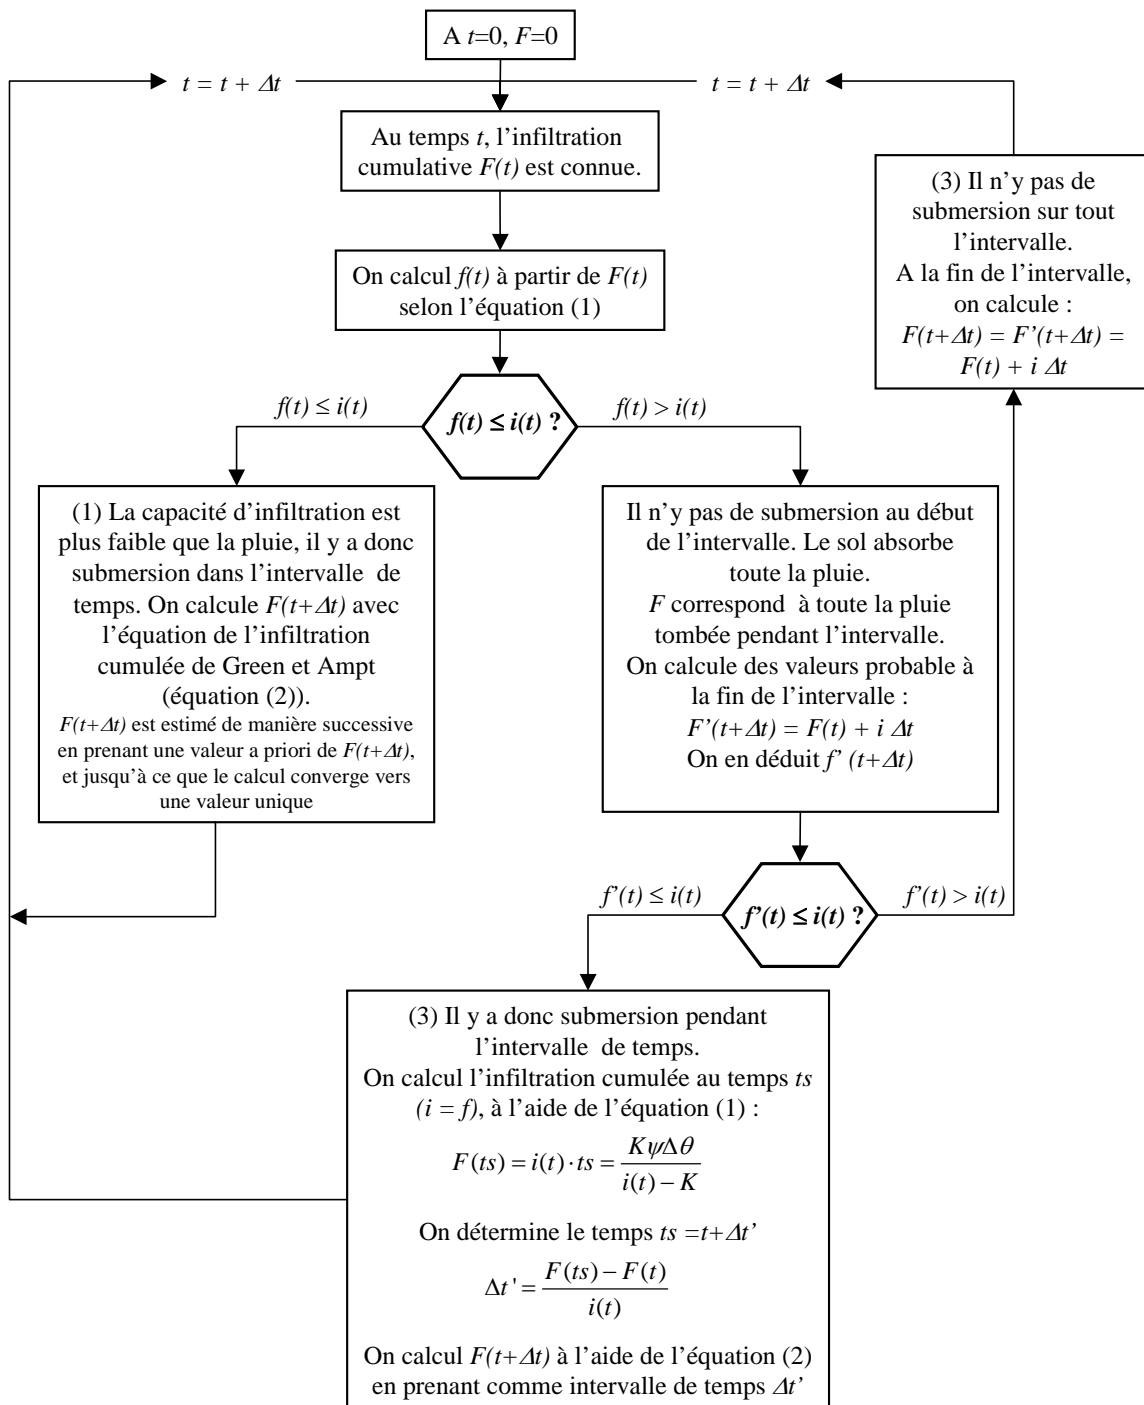 A t=0, F=0
t = t + Δt
t = t + Δt
Au temps t, l’infiltration
cumulative F(t) est connue.
On calcul f(t) à partir de F(t)
selon l’équation (1)
f(t) ≤ i(t)
f(t) ≤ i(t) ?
f(t) > i(t)
(3) Il n’y pas de
submersion sur tout
l’intervalle.
A la fin de l’intervalle,
on calcule :
F(t+Δt) = F’(t+Δt) =
F(t) + i Δt
(1) La capacité d’infiltration est
plus faible que la pluie, il y a donc
submersion dans l’intervalle de
temps. On calcule F(t+Δt) avec
l’équation de l’infiltration
cumulée de Green et Ampt
(équation (2)).
F(t+Δt) est estimé de manière successive
en prenant une valeur a priori de F(t+Δt),
et jusqu’à ce que le calcul converge vers
une valeur unique
Il n’y pas de submersion au début
de l’intervalle. Le sol absorbe
toute la pluie.
F correspond à toute la pluie
tombée pendant l’intervalle.
On calcule des valeurs probable à
la fin de l’intervalle :
F’(t+Δt) = F(t) + i Δt
On en déduit f’ (t+Δt)
f’(t) ≤ i(t)
f’(t) ≤ i(t) ?
f’(t) > i(t)
(3) Il y a donc submersion pendant
l’intervalle de temps.
On calcul l’infiltration cumulée au temps ts
(i = f), à l’aide de l’équation (1) :
F(ts) = i(t)·ts = KψΔθ / i(t) − K
On détermine le temps ts =t+Δt’
Δt' = F(ts) − F(t) / i(t)
On calcul F(t+Δt) à l’aide de l’équation (2)
en prenant comme intervalle de temps Δt’